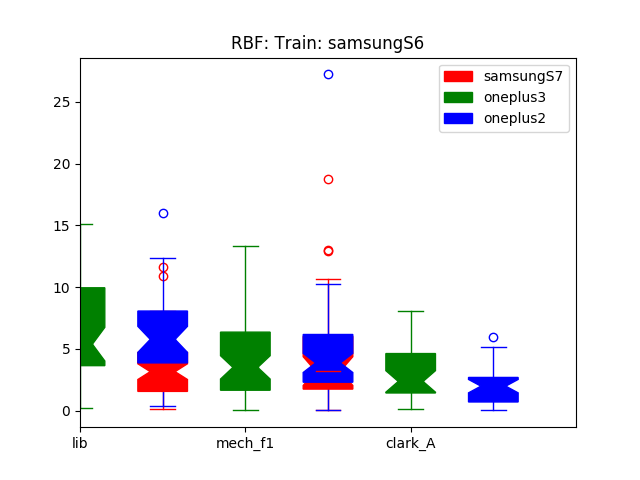 RBF: Train: samsungS6
samsungS7
oneplus3
oneplus2
25
20
15
10
5
0
lib mech_f1 clark_A